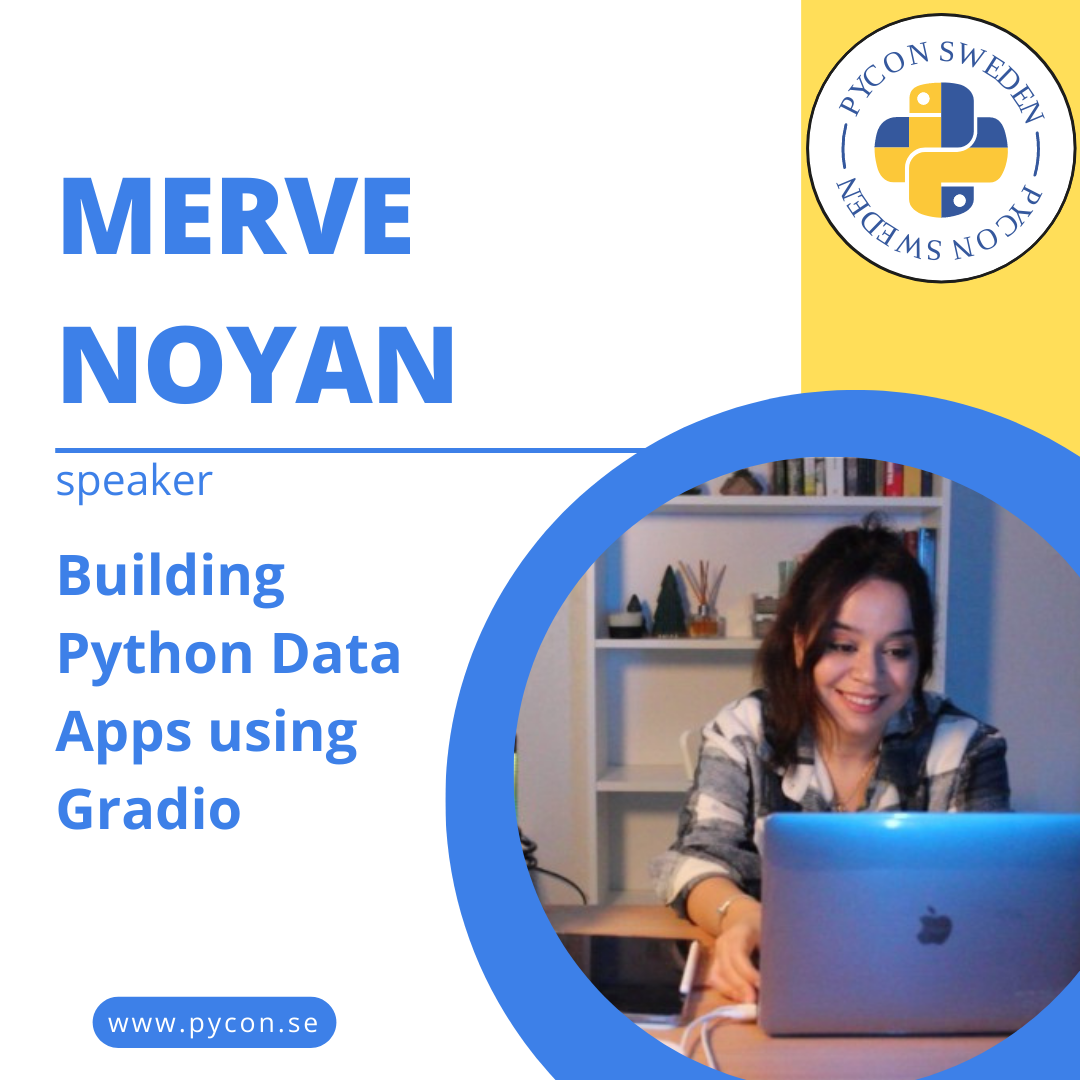 PYCON SWEDEN
PYCON SWEDEN
MERVE
NOYAN
speaker
Building
Python Data
Apps using
Gradio
www.pycon.se